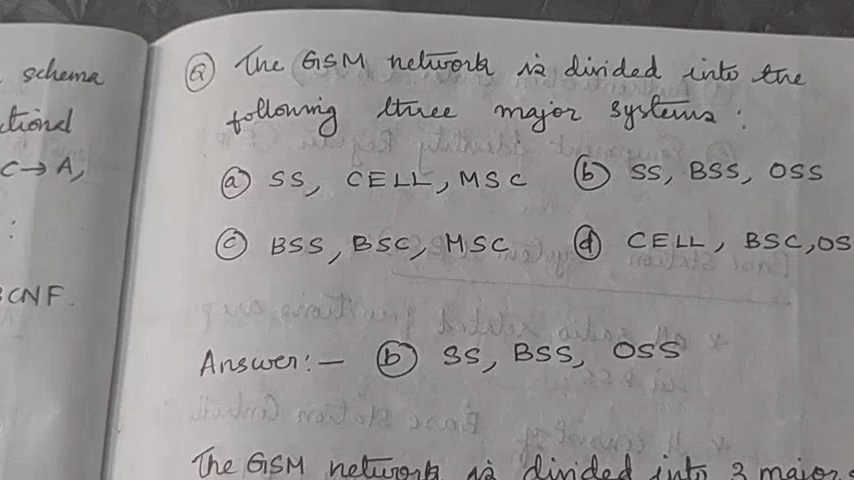 schema
tional
C → A,
:
CNF.
Q The GSM network is divided into the
following three major systems:
(a) SS, CELL, MSC (b) SS, BSS, OSS
(c) BSS, BSC, MSC (d) CELL, BSC, OS
Answer:- (b) SS, BSS, OSS
The GSM network is divided into 3 major